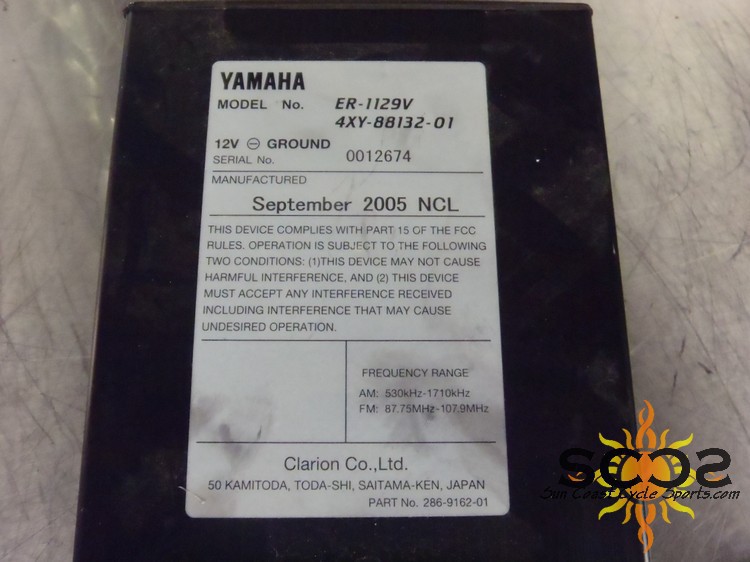 YAMAHA
MODEL No. ER-1129V
4XY-88132-01
12V ⊖ GROUND
SERIAL No. 0012674
MANUFACTURED
September 2005 NCL
THIS DEVICE COMPLIES WITH PART 15 OF THE FCC
RULES. OPERATION IS SUBJECT TO THE FOLLOWING
TWO CONDITIONS: (1)THIS DEVICE MAY NOT CAUSE
HARMFUL INTERFERENCE, AND (2) THIS DEVICE
MUST ACCEPT ANY INTERFERENCE RECEIVED
INCLUDING INTERFERENCE THAT MAY CAUSE
UNDESIRED OPERATION.
FREQUENCY RANGE
AM: 530kHz-1710kHz
FM: 87.75MHz-107.9MHz
Clarion Co.,Ltd.
50 KAMITODA, TODA-SHI, SAITAMA-KEN, JAPAN
PART No. 286-9162-01
SCCS
Sun Coast Cycle Sports.com